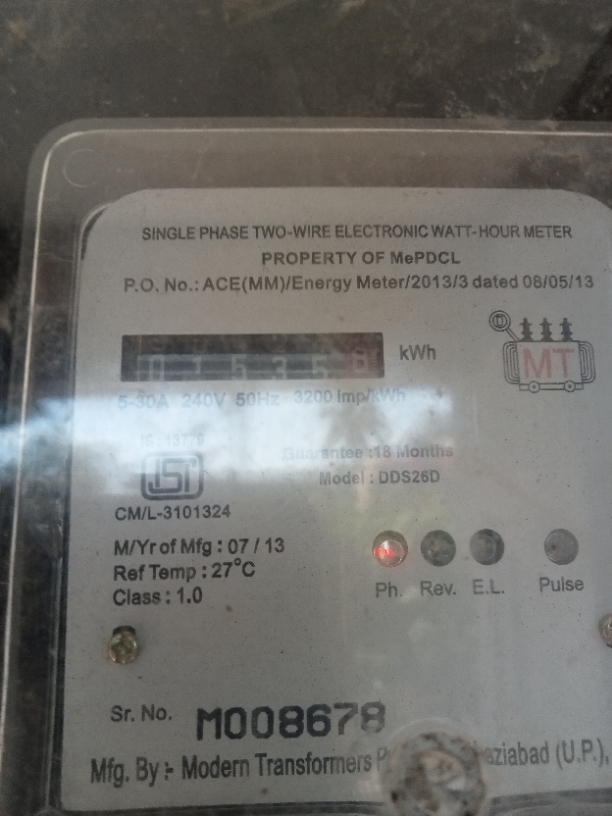 SINGLE PHASE TWO-WIRE ELECTRONIC WATT-HOUR METER
PROPERTY OF MePDCL
P.O. No.: ACE(MM)/Energy Meter/2013/3 dated 08/05/13
kWh
MT
5-30A 240V 50Hz 3200 Imp/kWh
IS: 13779
Guarantee :18 Months
Model : DDS26D
CM/L-3101324
M/Yr of Mfg : 07 / 13
Ref Temp : 27°C
Class : 1.0
Ph. Rev. E.L. Pulse
Sr. No. M008678
Mfg. By :- Modern Transformers (U.P.),